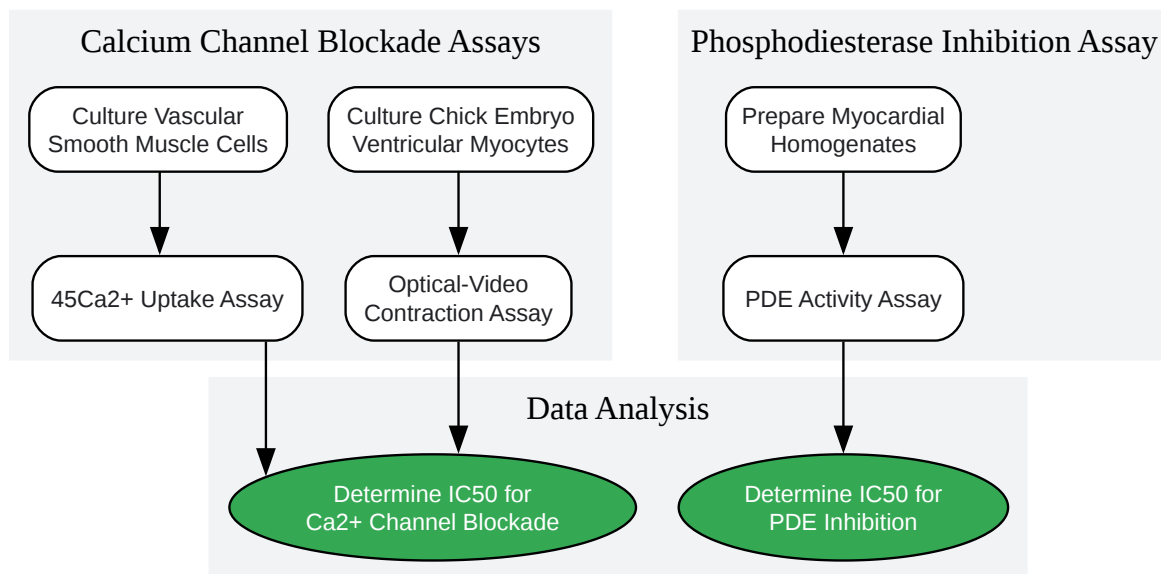 Calcium Channel Blockade Assays
Culture Vascular
Smooth Muscle Cells
Culture Chick Embryo
Ventricular Myocytes
45Ca2+ Uptake Assay
Optical-Video
Contraction Assay
Phosphodiesterase Inhibition Assay
Prepare Myocardial
Homogenates
PDE Activity Assay
Data Analysis
Determine IC50 for
Ca2+ Channel Blockade
Determine IC50 for
PDE Inhibition